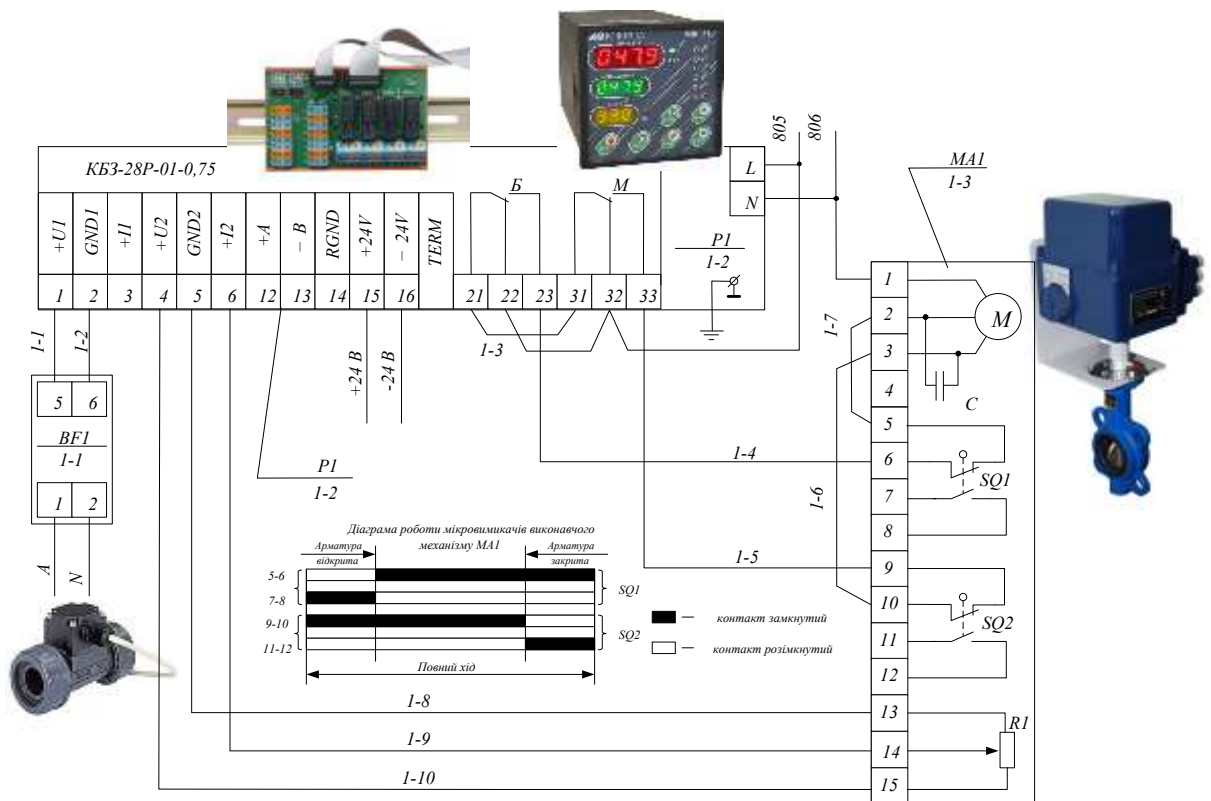 0479
0479
330
805
806
КБЗ-28Р-01-0,75
L
N
Б
М
МА1
1-3
+U1
GND1
+I1
+U2
GND2
+I2
+A
– B
RGND
+24V
– 24V
TERM
1
2
3
4
5
6
12
13
14
15
16
21
22
23
31
32
33
P1
1-2
1-1
1-2
1-3
+24 В
-24 В
5
6
BF1
1-1
1
2
A
N
P1
1-2
1-7
1-6
1-4
1-5
1
2
3
4
5
6
7
8
9
10
11
12
13
14
15
M
C
SQ1
SQ2
R1
Діаграма роботи мікровимикачів виконавчого
механізму МА1
Арматура
відкрита
Арматура
закрита
5-6
7-8
9-10
11-12
SQ1
SQ2
– контакт замкнутий
– контакт розімкнутий
Повний хід
1-8
1-9
1-10